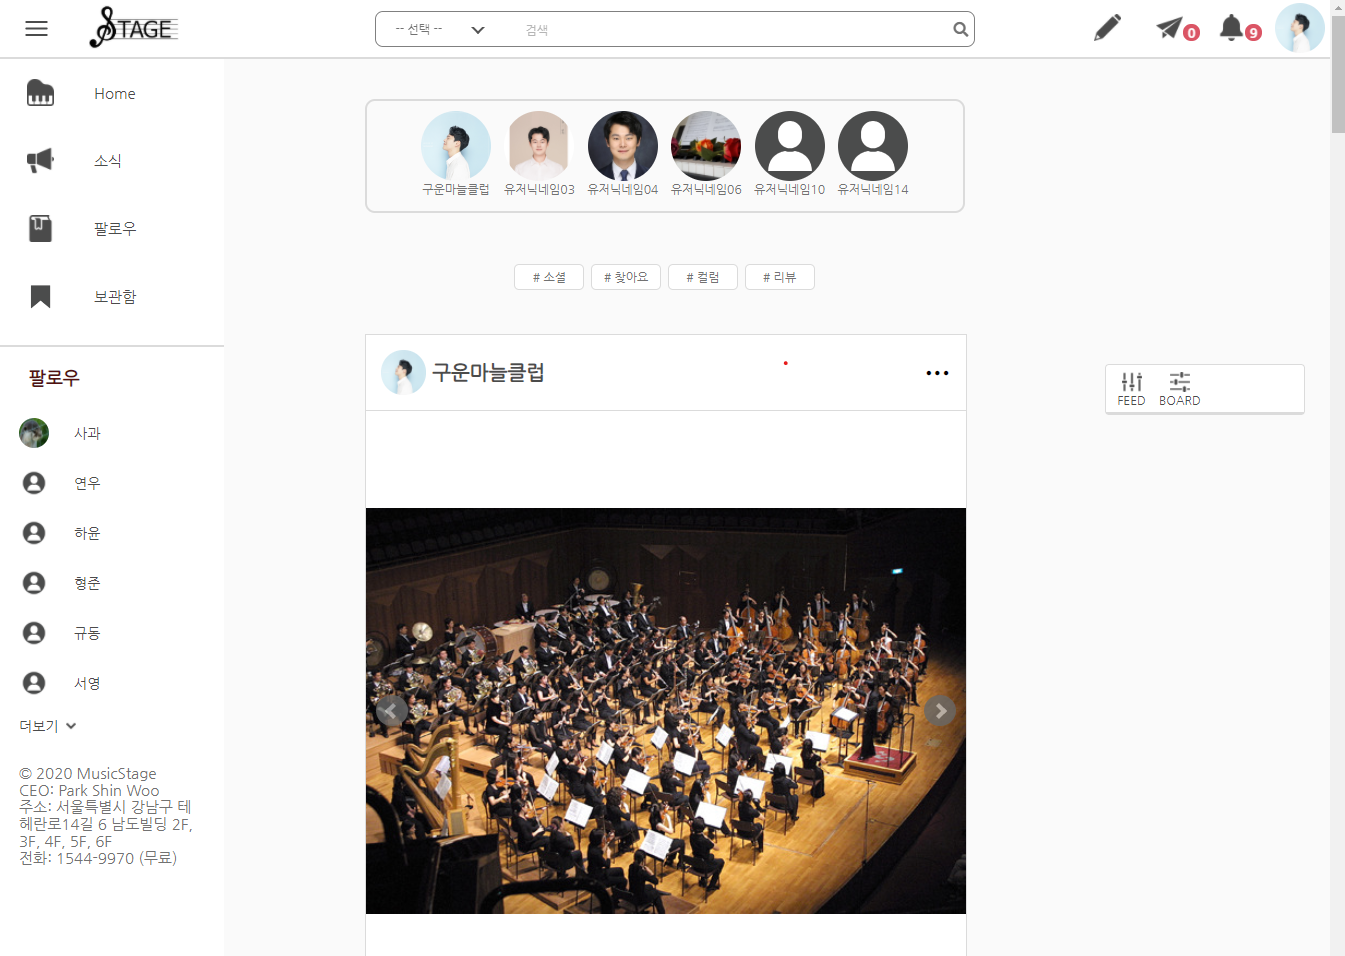 STAGE
-- 선택 --
검색
0
9
Home
소식
팔로우
보관함
팔로우
사과
연우
하윤
형준
규동
서영
더보기
© 2020 MusicStage
CEO: Park Shin Woo
주소: 서울특별시 강남구 테
헤란로14길 6 남도빌딩 2F,
3F, 4F, 5F, 6F
전화: 1544-9970 (무료)
구운마늘클럽
유저닉네임03
유저닉네임04
유저닉네임06
유저닉네임10
유저닉네임14
# 소셜
# 찾아요
# 컬럼
# 리뷰
구운마늘클럽
FEED
BOARD